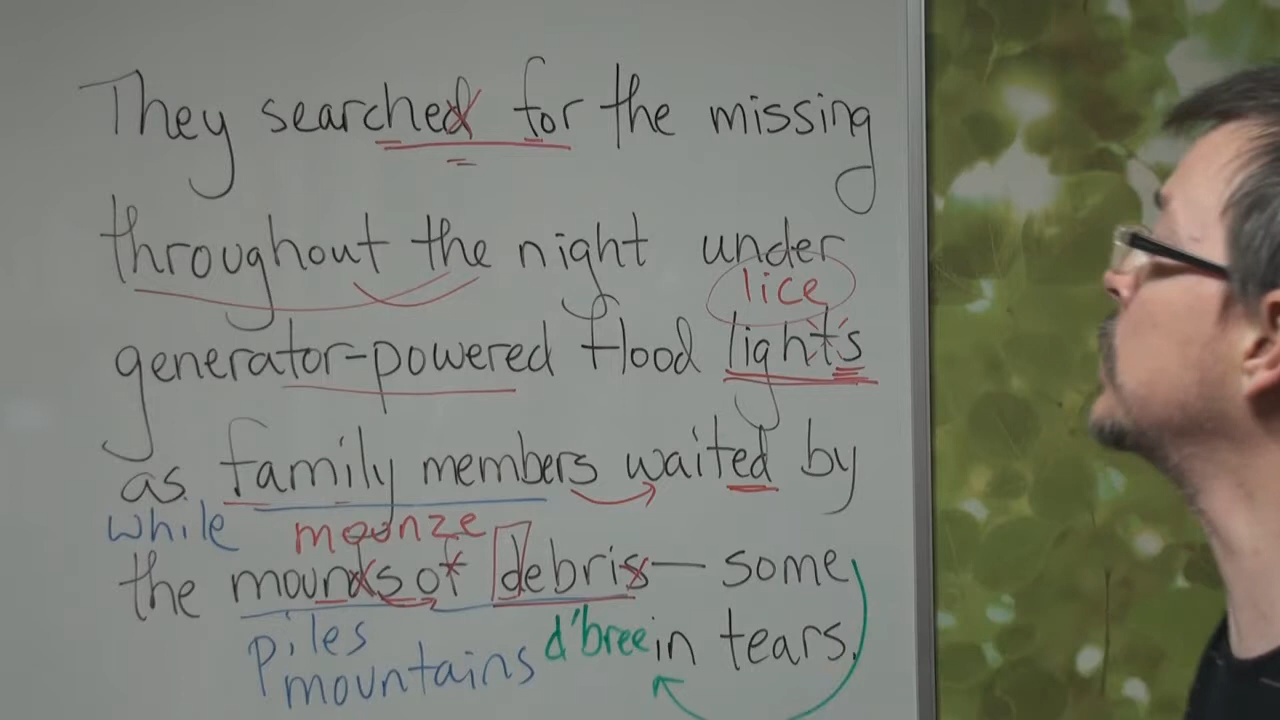 They searched for the missing
throughout the night under
lice
generator-powered flood lights
as family members waited by
while moonze
the mounds of debris— some
piles d'bree in tears.
mountains